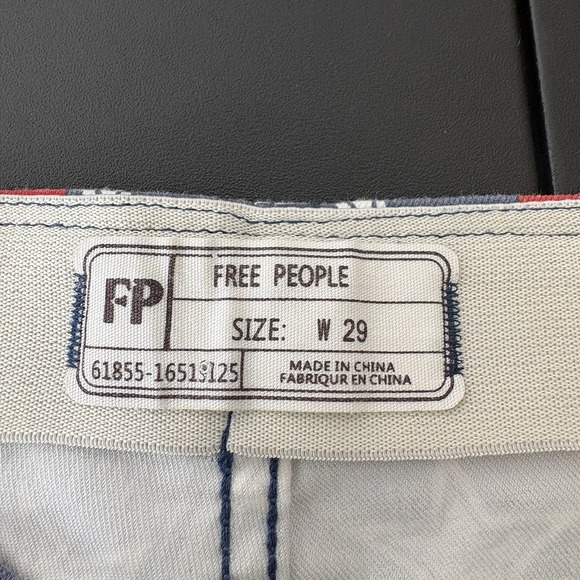 FP
FREE PEOPLE
SIZE: W 29
61855-16519125
MADE IN CHINA
FABRIQUR EN CHINA